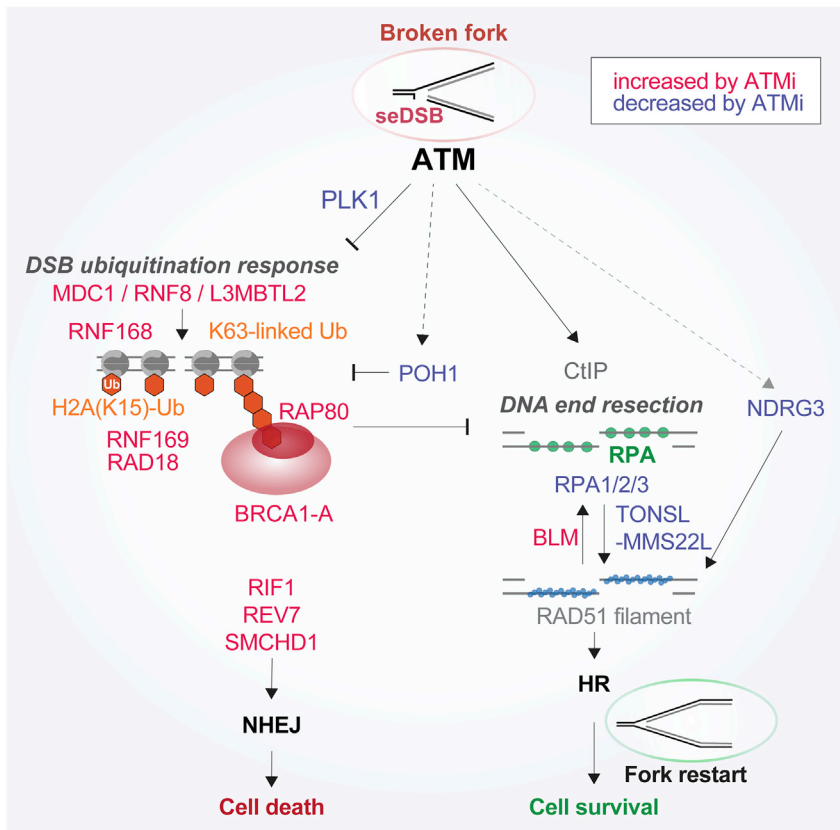 Broken fork
seDSB
increased by ATMi
decreased by ATMi
ATM
PLK1
DSB ubiquitination response
MDC1 / RNF8 / L3MBTL2
RNF168
K63-linked Ub
Ub
H2A(K15)-Ub
RAP80
RNF169
RAD18
BRCA1-A
POH1
CtIP
DNA end resection
NDRG3
RPA
RPA1/2/3
BLM
TONSL
-MMS22L
RAD51 filament
RIF1
REV7
SMCHD1
NHEJ
Cell death
HR
Fork restart
Cell survival